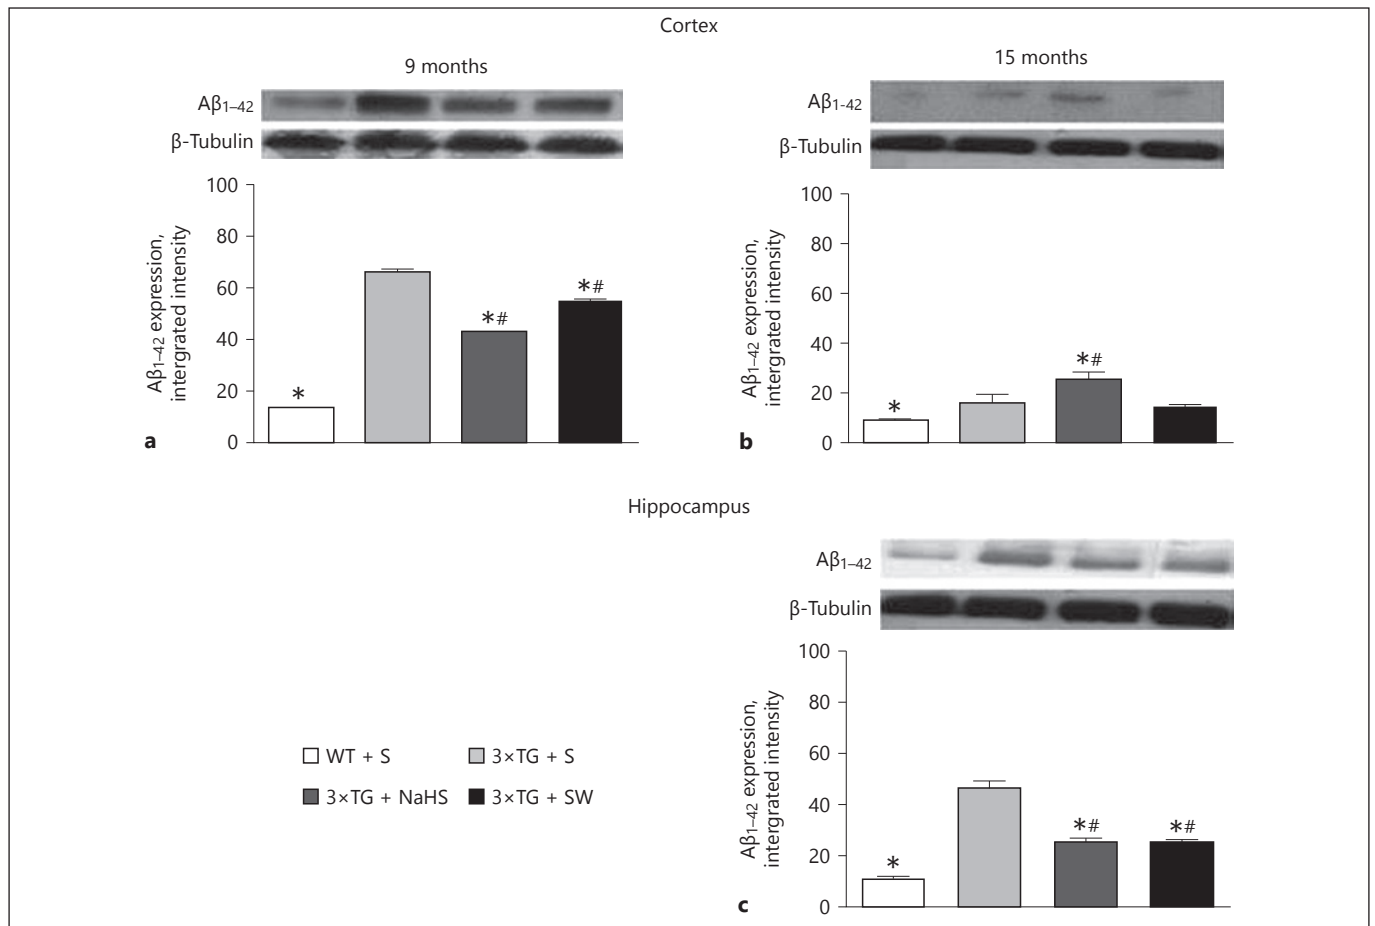 Cortex
9 months
Aβ1–42
β-Tubulin
100
80
60
40
20
0
Aβ1–42 expression,
intergrated intensity
*
*#
*#
a
15 months
Aβ1-42
β-Tubulin
100
80
60
40
20
0
Aβ1–42 expression,
intergrated intensity
*
*#
b
Hippocampus
Aβ1–42
β-Tubulin
100
80
60
40
20
0
Aβ1–42 expression,
intergrated intensity
*
*#
*#
c
WT + S
3×TG + S
3×TG + NaHS
3×TG + SW